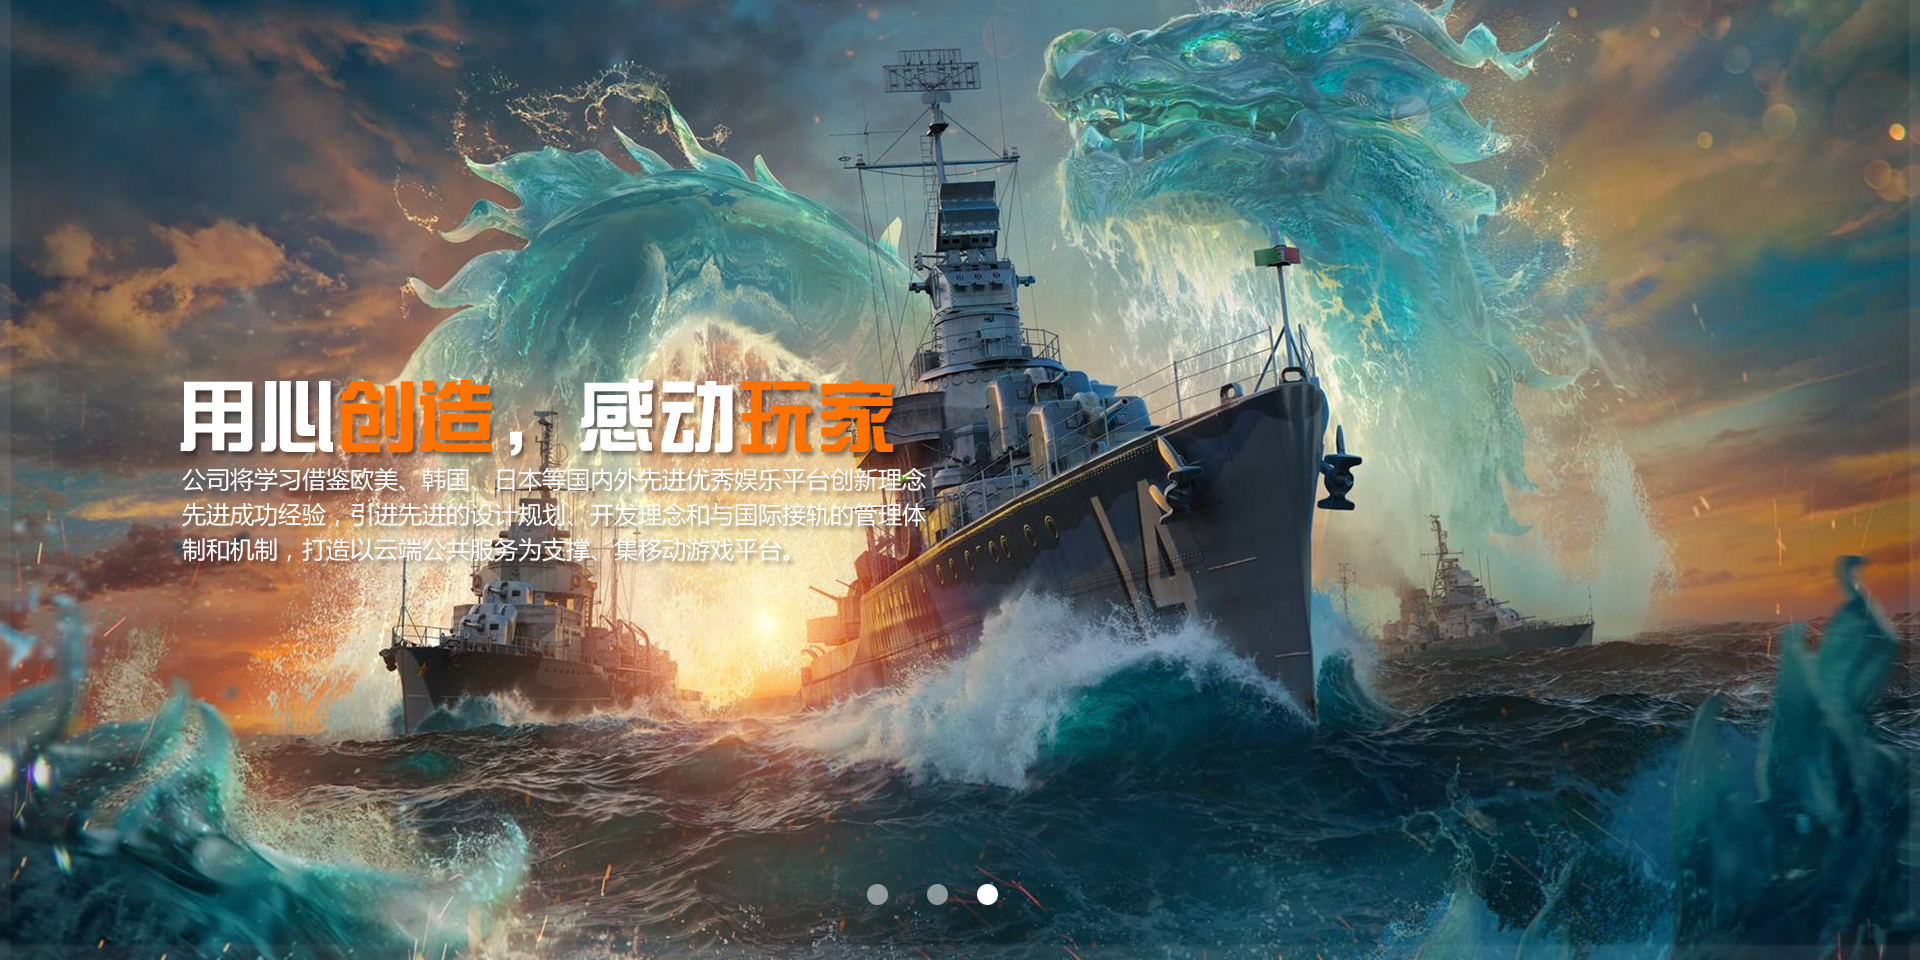 用心创造，感动玩家
公司将学习借鉴欧美、韩国、日本等国内外先进优秀娱乐平台创新理念
先进成功经验，引进先进的设计规划、开发理念和与国际接轨的管理体
制和机制，打造以云端公共服务为支撑、集移动游戏平台。
14